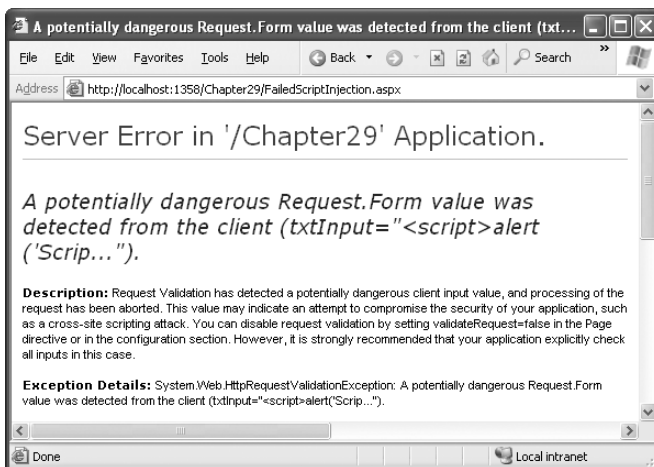 A potentially dangerous Request.Form value was detected from the client (txt...
File Edit View Favorites Tools Help Back Search »
Address http://localhost:1358/Chapter29/FailedScriptInjection.aspx
Server Error in '/Chapter29' Application.
A potentially dangerous Request.Form value was
detected from the client (txtInput="<script>alert
('Scrip...").
Description: Request Validation has detected a potentially dangerous client input value, and processing of the
request has been aborted. This value may indicate an attempt to compromise the security of your application, such
as a cross-site scripting attack. You can disable request validation by setting validateRequest=false in the Page
directive or in the configuration section. However, it is strongly recommended that your application explicitly check
all inputs in this case.
Exception Details: System.Web.HttpRequestValidationException: A potentially dangerous Request.Form
value was detected from the client (txtInput="<script>alert('Scrip...").
Done Local intranet